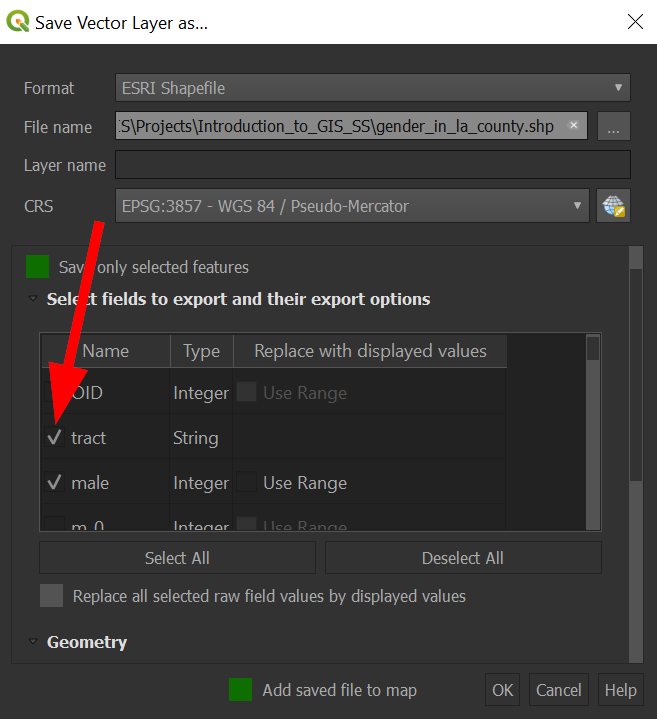 Save Vector Layer as...
Format ESRI Shapefile
File name :S\Projects\Introduction_to_GIS_SS\gender_in_la_county.shp ...
Layer name
CRS EPSG:3857 - WGS 84 / Pseudo-Mercator
Save only selected features
Select fields to export and their export options
Name Type Replace with displayed values
OID Integer Use Range
tract String
male Integer Use Range
m_0 Integer Use Range
Select All Deselect All
Replace all selected raw field values by displayed values
Geometry
Add saved file to map OK Cancel Help